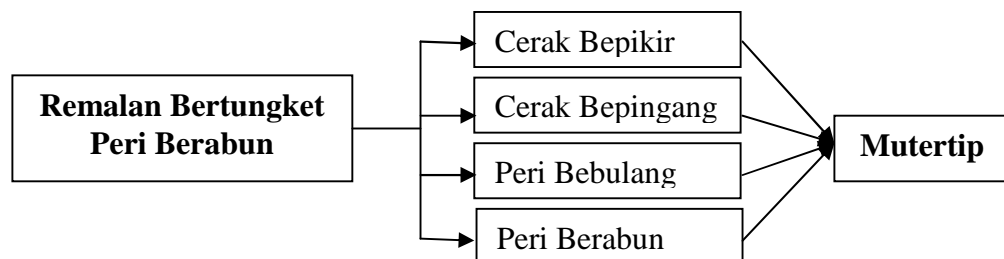 Remalan Bertungket
Peri Berabun
Cerak Bepikir
Cerak Bepingang
Peri Bebulang
Peri Berabun
Mutertip